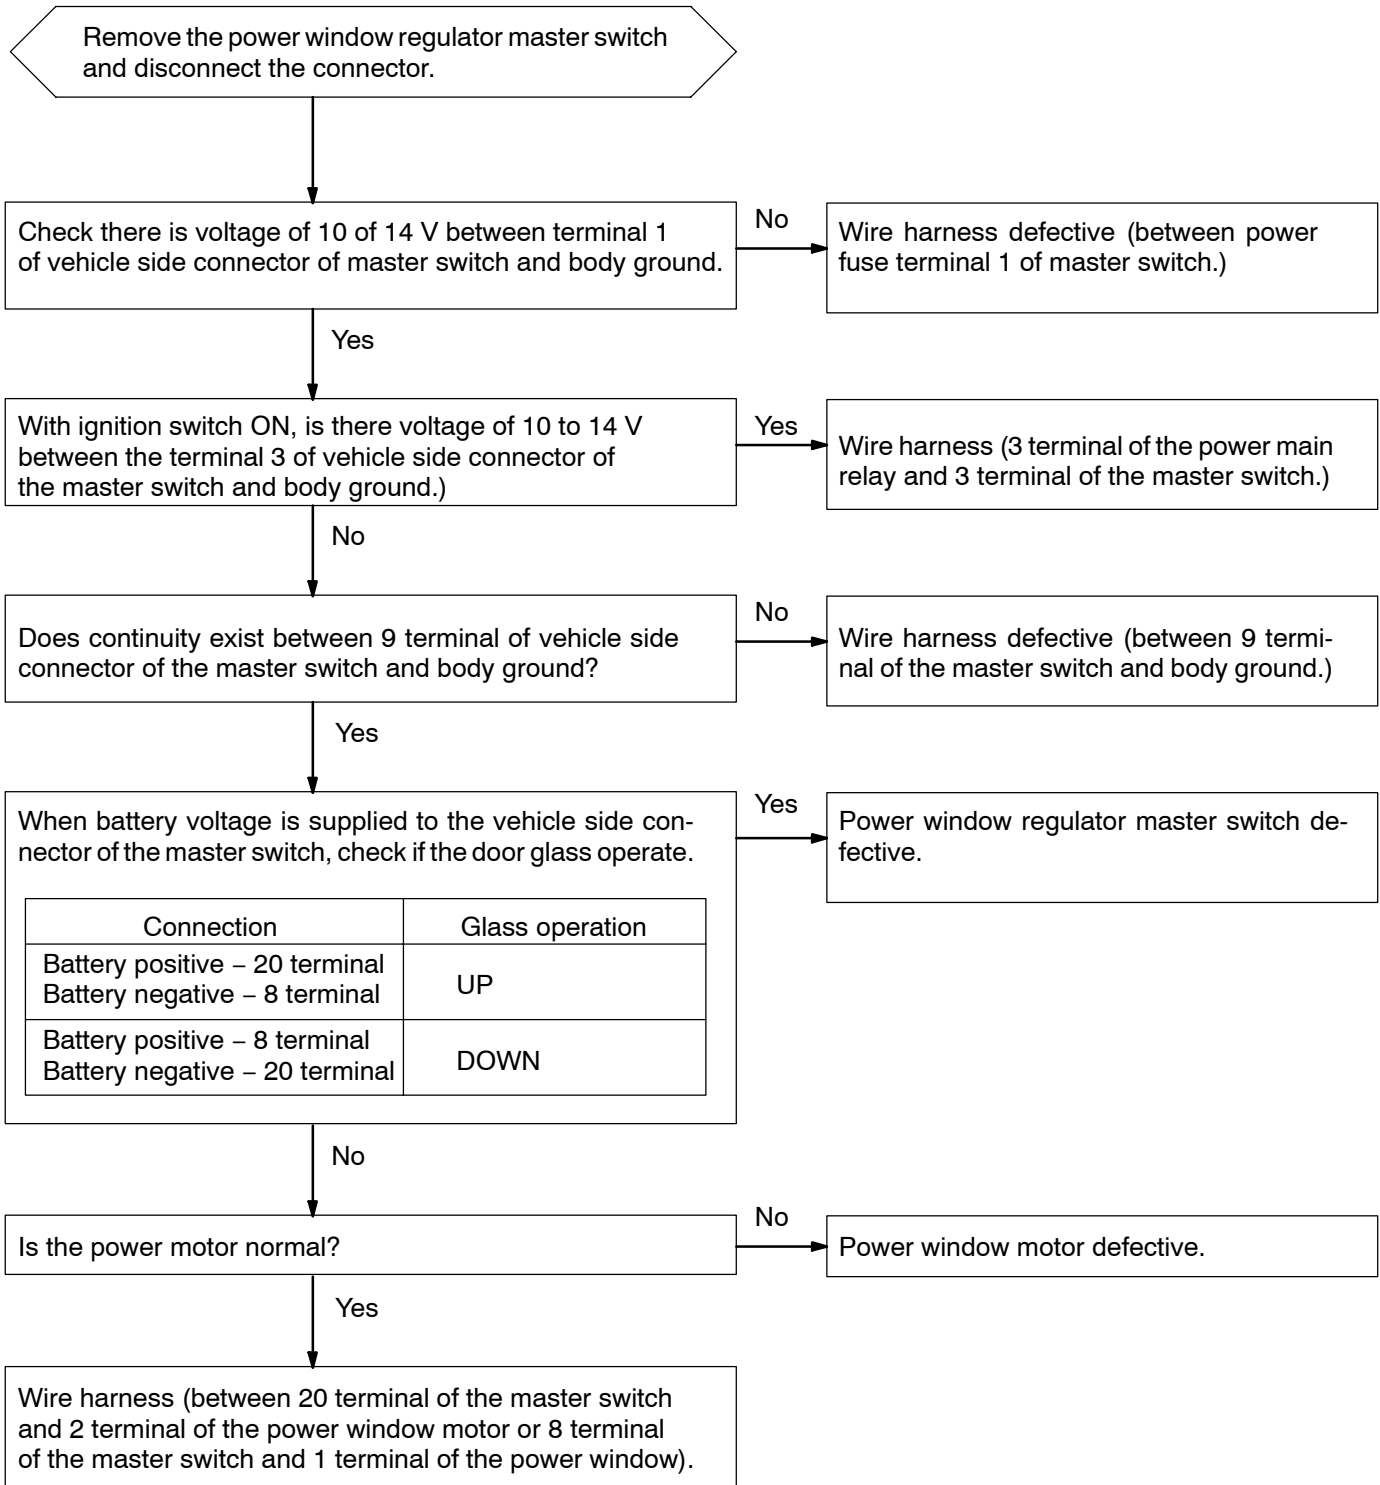 Remove the power window regulator master switch
and disconnect the connector.
Check there is voltage of 10 of 14 V between terminal 1
of vehicle side connector of master switch and body ground.
No
Wire harness defective (between power
fuse terminal 1 of master switch.)
Yes
With ignition switch ON, is there voltage of 10 to 14 V
between the terminal 3 of vehicle side connector of
the master switch and body ground.)
Yes
Wire harness (3 terminal of the power main
relay and 3 terminal of the master switch.)
No
Does continuity exist between 9 terminal of vehicle side
connector of the master switch and body ground?
No
Wire harness defective (between 9 termi-
nal of the master switch and body ground.)
Yes
When battery voltage is supplied to the vehicle side con-
nector of the master switch, check if the door glass operate.
Yes
Power window regulator master switch de-
fective.
Connection
Glass operation
Battery positive – 20 terminal
Battery negative – 8 terminal
UP
Battery positive – 8 terminal
Battery negative – 20 terminal
DOWN
No
Is the power motor normal?
No
Power window motor defective.
Yes
Wire harness (between 20 terminal of the master switch
and 2 terminal of the power window motor or 8 terminal
of the master switch and 1 terminal of the power window).